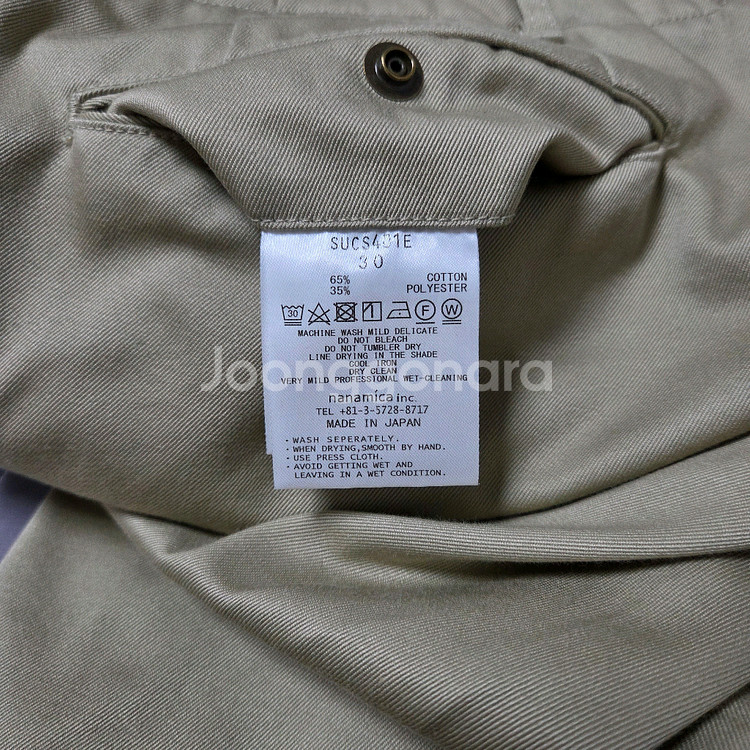 SUCS401E
30
65% COTTON
35% POLYESTER
30 1 F W
MACHINE WASH MILD DELICATE
DO NOT BLEACH
DO NOT TUMBLER DRY
LINE DRYING IN THE SHADE
COOL IRON
DRY CLEAN
VERY MILD PROFESSIONAL WET-CLEANING
Joonggonara
nanamica inc.
TEL +81-3-5728-8717
MADE IN JAPAN
・WASH SEPERATELY.
・WHEN DRYING,SMOOTH BY HAND.
・USE PRESS CLOTH.
・AVOID GETTING WET AND
LEAVING IN A WET CONDITION.